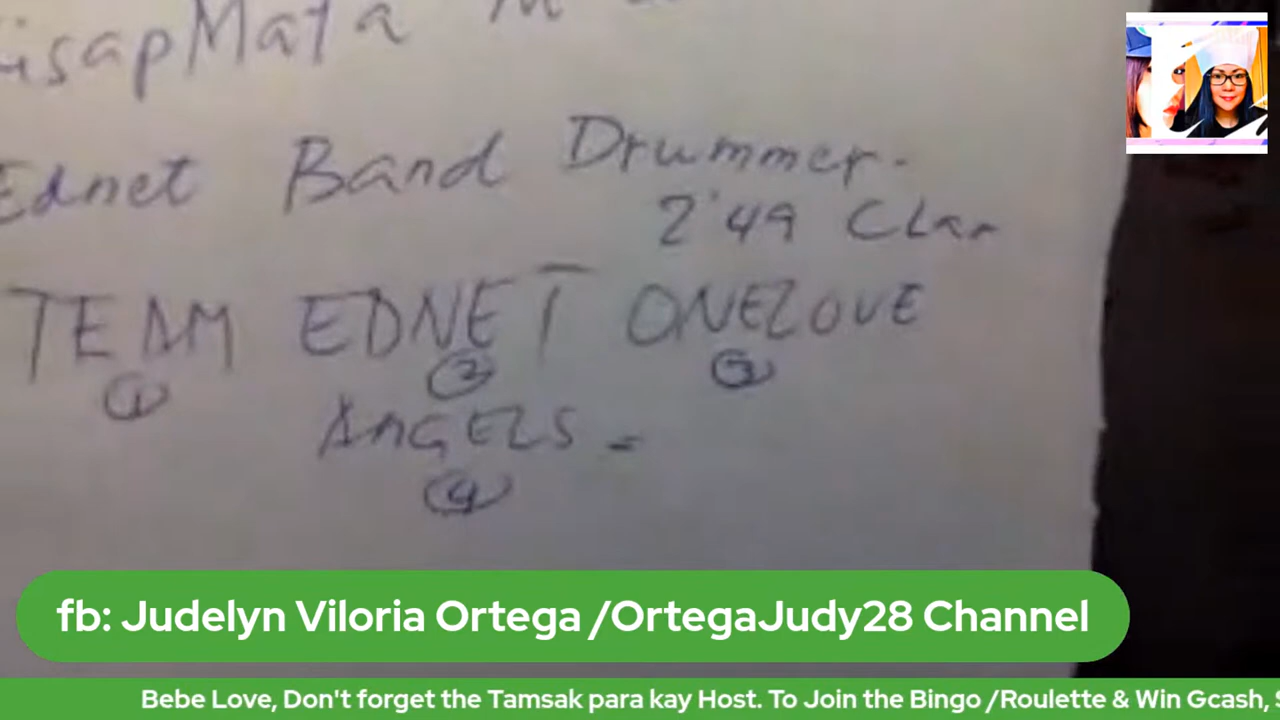 isapMata
Ednet Band Drummer.
2'49 Clan
TEAM EDNET ONELOVE
1 2 3
ANGELS =
4
fb: Judelyn Viloria Ortega /OrtegaJudy28 Channel
Bebe Love, Don't forget the Tamsak para kay Host. To Join the Bingo /Roulette & Win Gcash, S